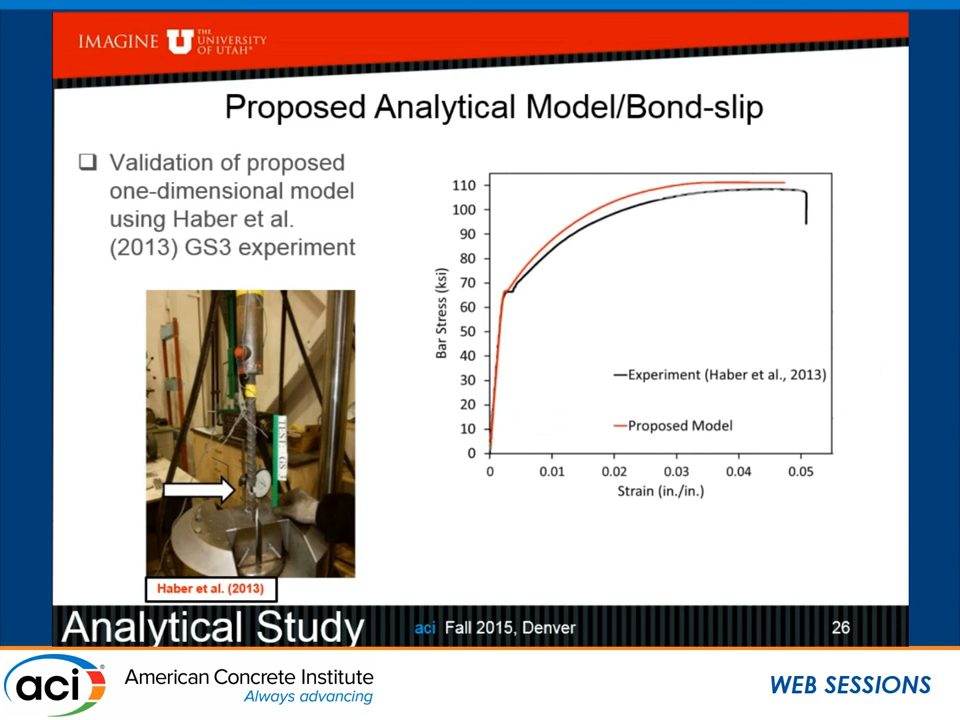 IMAGINE U THE UNIVERSITY OF UTAH®
Proposed Analytical Model/Bond-slip
Validation of proposed
one-dimensional model
using Haber et al.
(2013) GS3 experiment
110
100
90
80
70
60
50
40
30
20
10
0
Bar Stress (ksi)
Experiment (Haber et al., 2013)
Proposed Model
0 0.01 0.02 0.03 0.04 0.05
Strain (in./in.)
Haber et al. (2013)
Analytical Study
aci Fall 2015, Denver
26
aci® American Concrete Institute
Always advancing
WEB SESSIONS